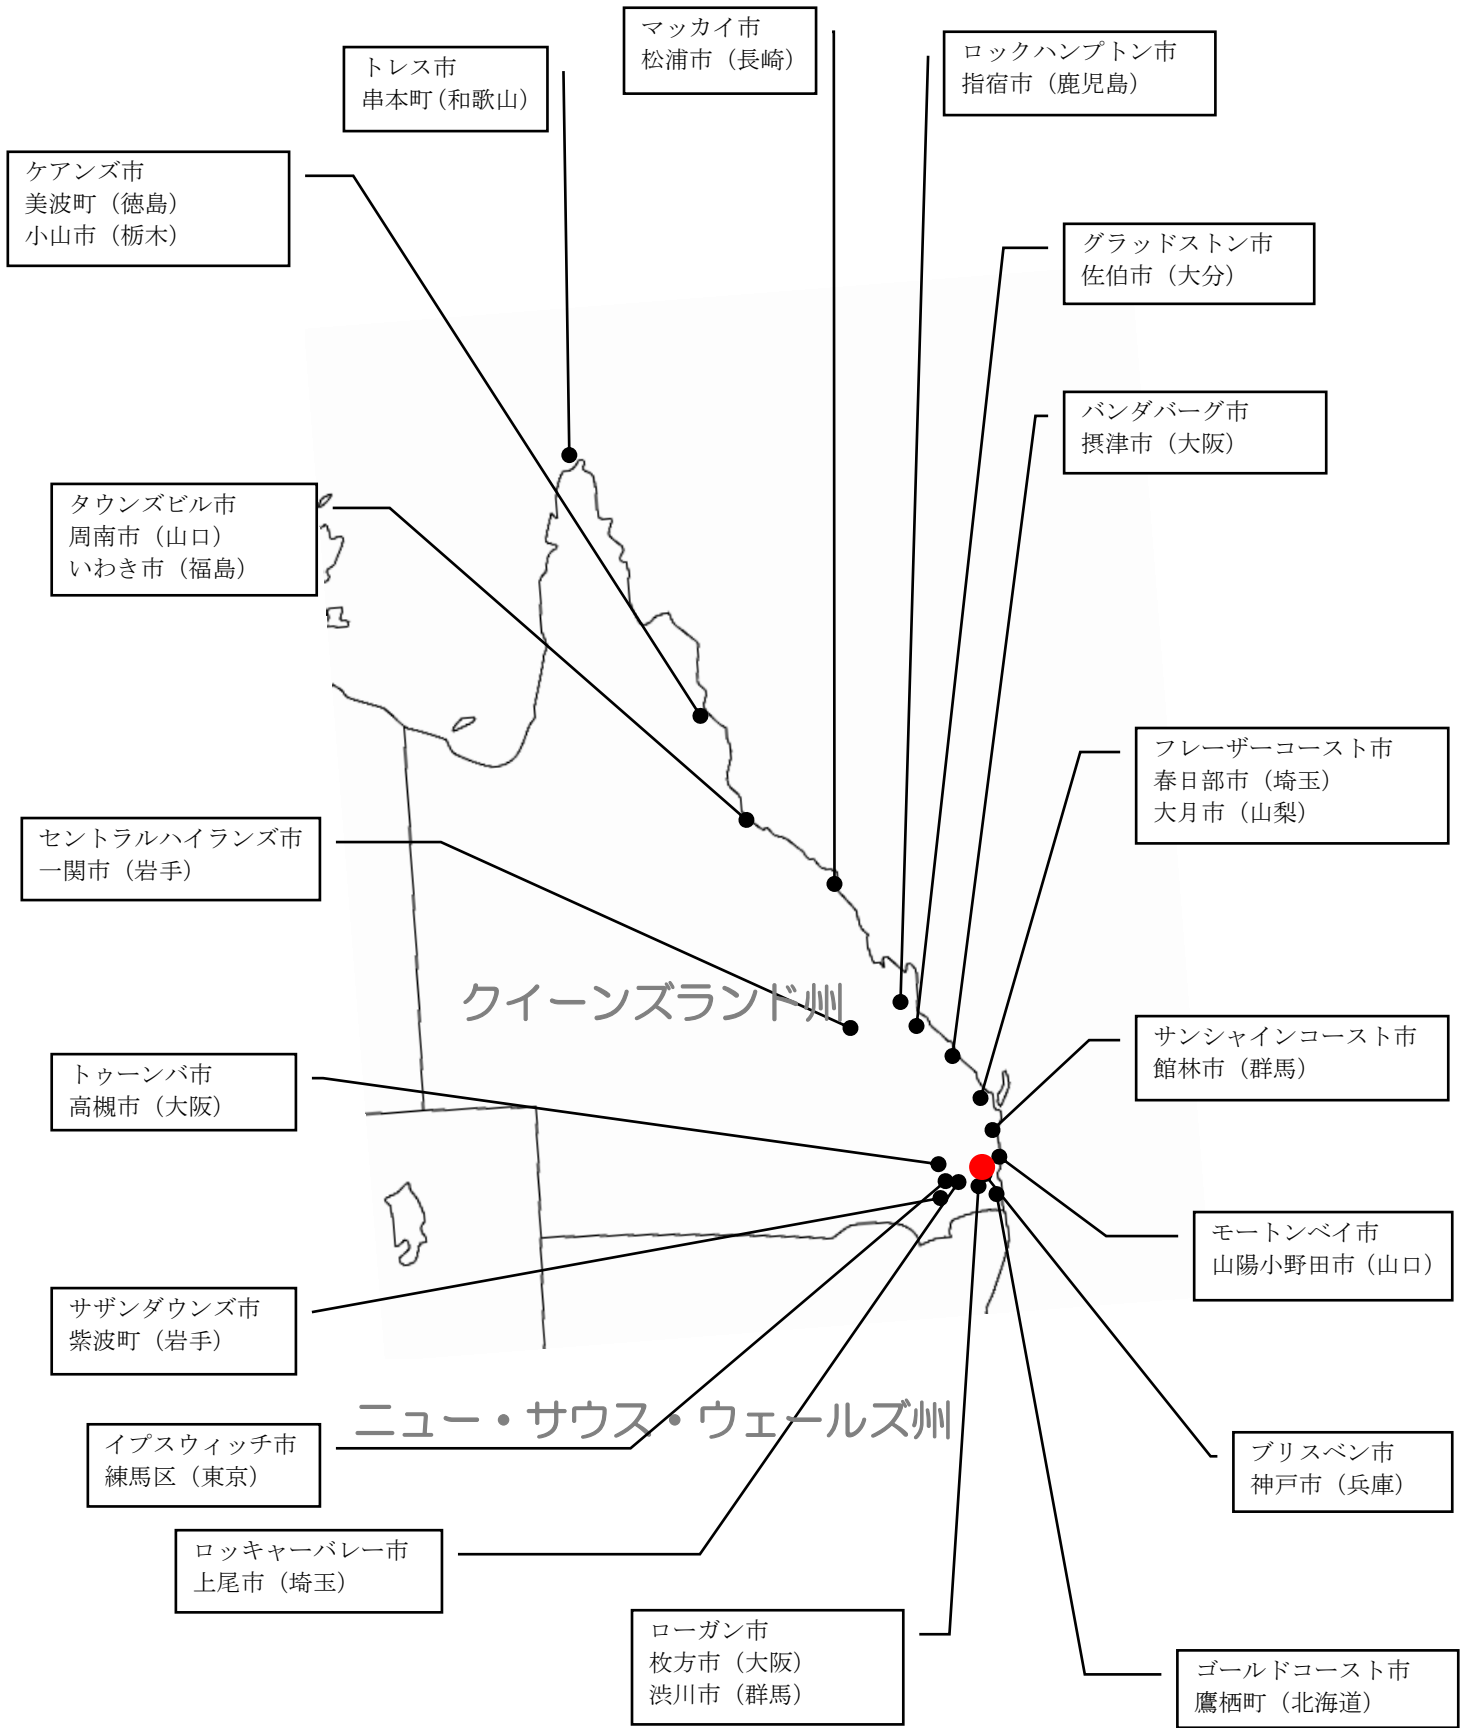 マッカイ市
松浦市（長崎）
ロックハンプトン市
指宿市（鹿児島）
トレス市
串本町（和歌山）
ケアンズ市
美波町（徳島）
小山市（栃木）
グラッドストン市
佐伯市（大分）
バンダバーグ市
摂津市（大阪）
タウンズビル市
周南市（山口）
いわき市（福島）
フレーザーコースト市
春日部市（埼玉）
大月市（山梨）
セントラルハイランズ市
一関市（岩手）
クイーンズランド州
サンシャインコースト市
館林市（群馬）
トゥーンバ市
高槻市（大阪）
モートンベイ市
山陽小野田市（山口）
サザンダウンズ市
紫波町（岩手）
ニュー・サウス・ウェールズ州
イプスウィッチ市
練馬区（東京）
ブリスベン市
神戸市（兵庫）
ロッキャーバレー市
上尾市（埼玉）
ローガン市
枚方市（大阪）
渋川市（群馬）
ゴールドコースト市
鷹栖町（北海道）